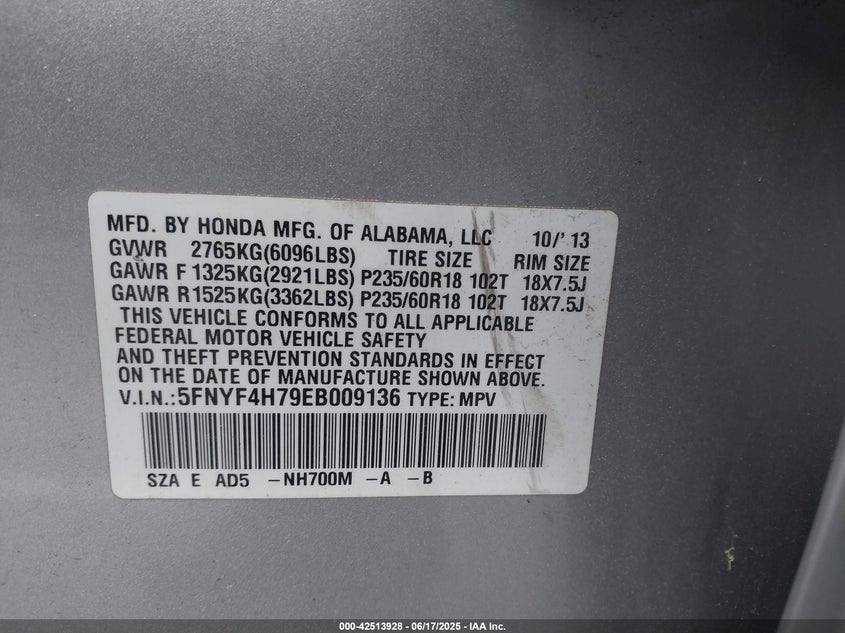 MFD. BY HONDA MFG. OF ALABAMA, LLC 10/'13
GVWR 2765KG(6096LBS) TIRE SIZE RIM SIZE
GAWR F1325KG(2921LBS) P235/60R18 102T 18X7.5J
GAWR R1525KG(3362LBS) P235/60R18 102T 18X7.5J
THIS VEHICLE CONFORMS TO ALL APPLICABLE
FEDERAL MOTOR VEHICLE SAFETY
AND THEFT PREVENTION STANDARDS IN EFFECT
ON THE DATE OF MANUFACTURE SHOWN ABOVE.
V.I.N.:5FNYF4H79EB009136 TYPE: MPV
SZA E AD5 -NH700M -A -B
000-42513928 - 06/17/2025 - IAA Inc.